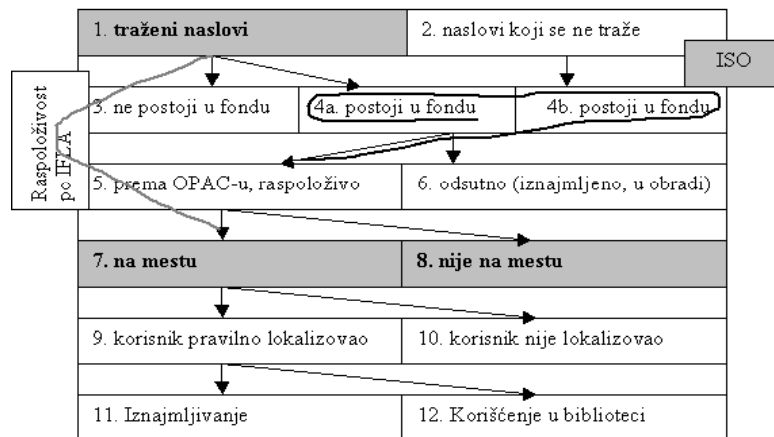 1. traženi naslovi
2. naslovi koji se ne traže
ISO
Raspoloživost
po IFLA
3. ne postoji u fondu
4a. postoji u fondu
4b. postoji u fondu
5. prema OPAC-u, raspoloživo
6. odsutno (iznajmljeno, u obradi)
7. na mestu
8. nije na mestu
9. korisnik pravilno lokalizovao
10. korisnik nije lokalizovao
11. Iznajmljivanje
12. Korišćenje u biblioteci